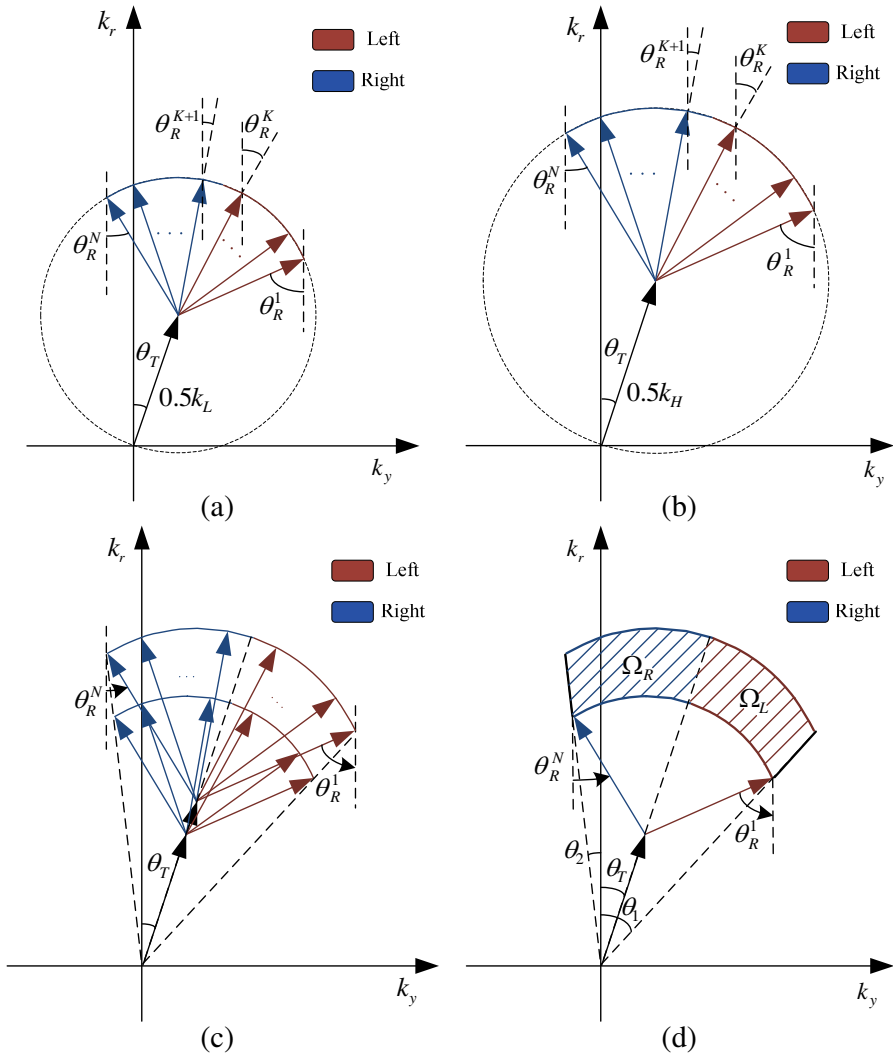 k_r
Left
Right
θ_R^{K+1}
θ_R^K
θ_R^N
....
...
θ_R^1
θ_T
0.5k_L
k_y
(a)
k_r
Left
Right
θ_R^{K+1}
θ_R^K
θ_R^N
....
...
θ_R^1
θ_T
0.5k_H
k_y
(b)
k_r
Left
Right
θ_R^N
...
...
θ_R^1
θ_T
k_y
(c)
k_r
Left
Right
Ω_R
Ω_L
θ_R^N
θ_R^1
θ_2
θ_T
θ_1
k_y
(d)